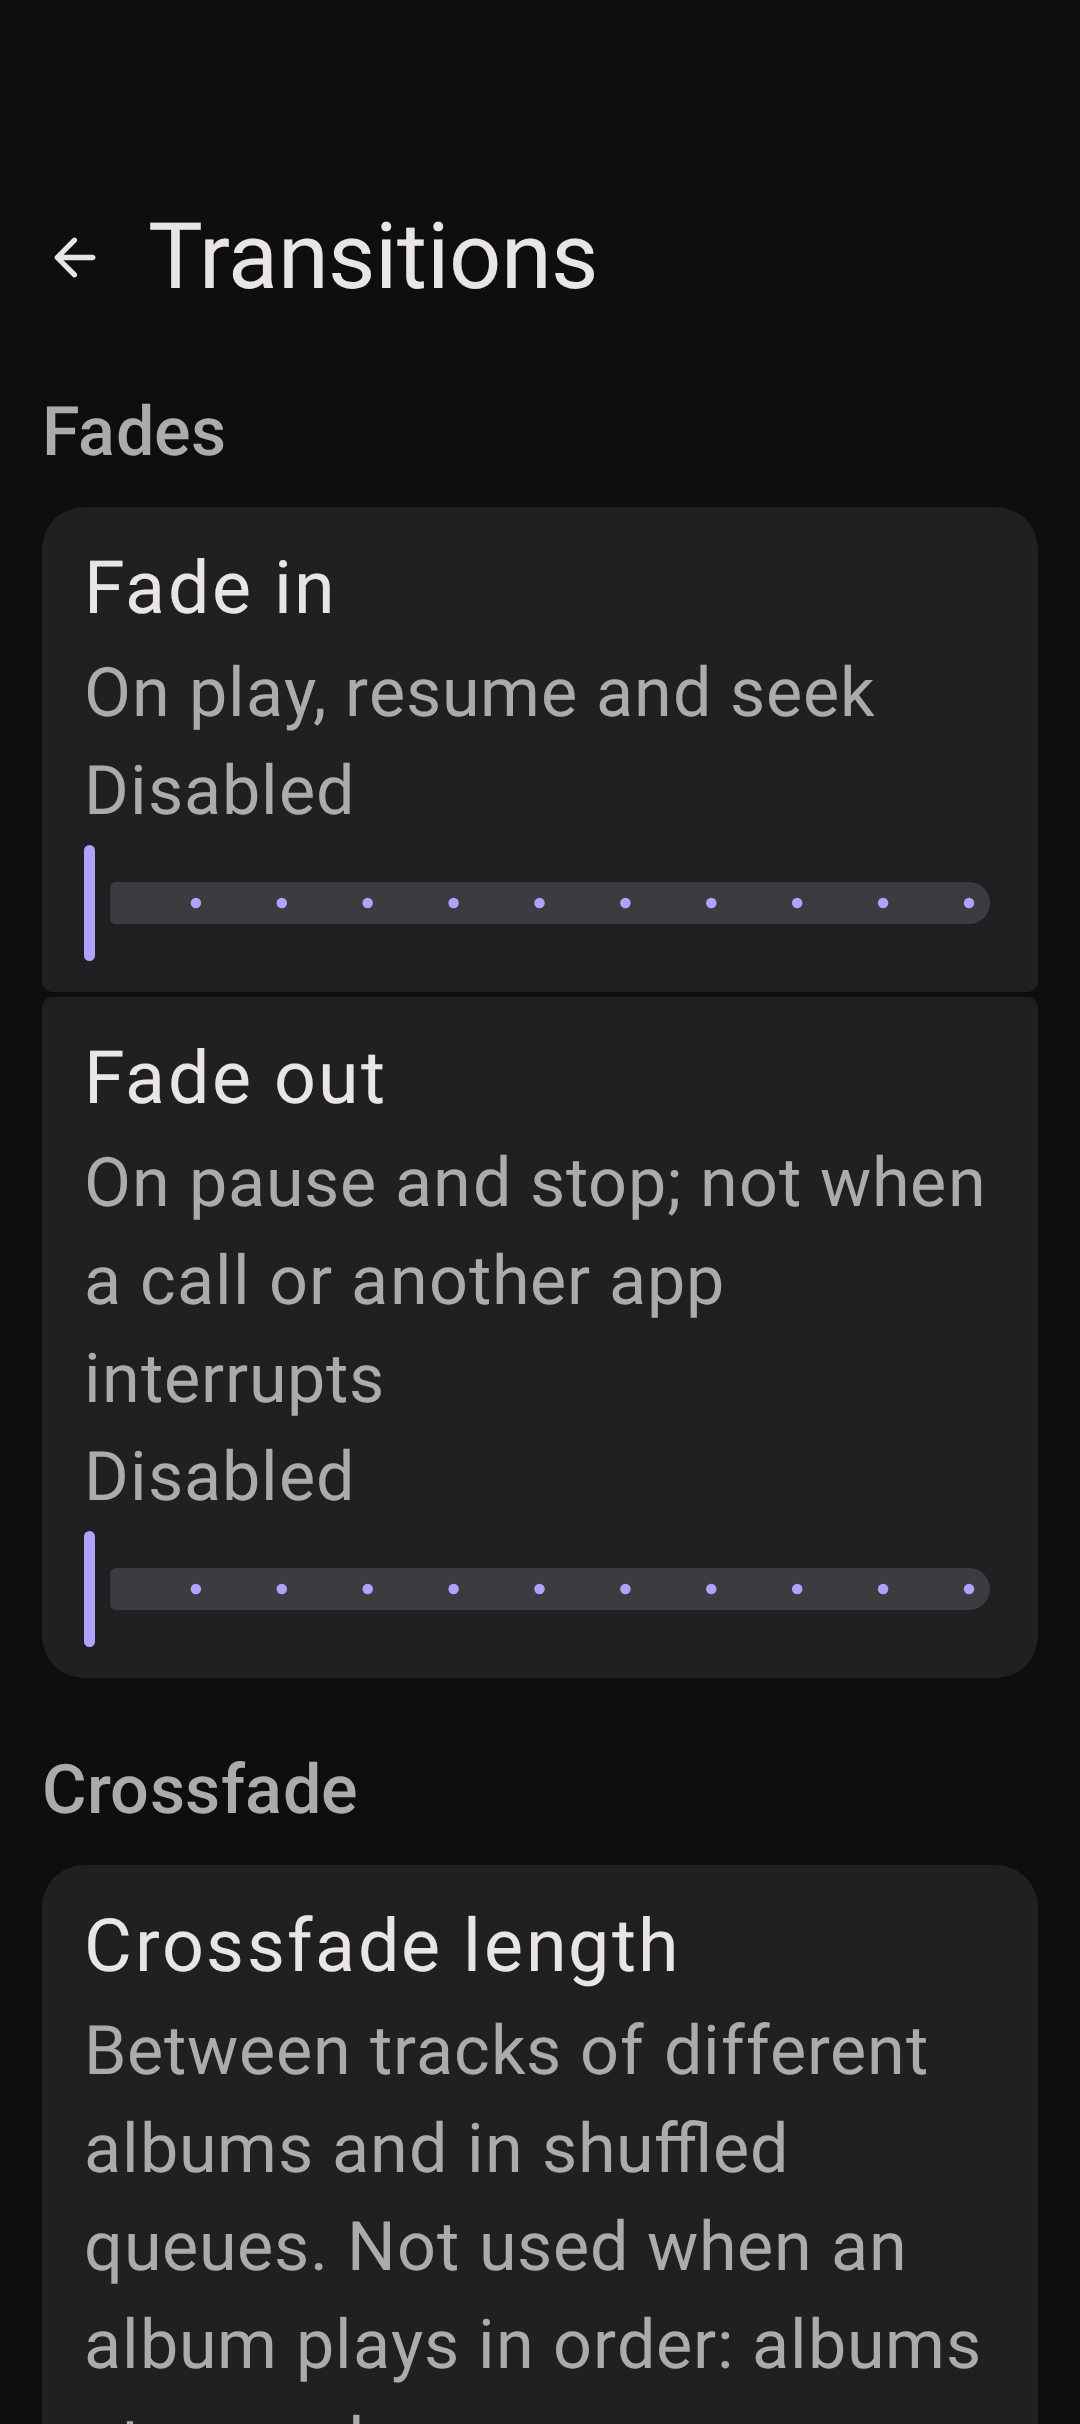 Transitions
Fades
Fade in
On play, resume and seek
Disabled
Fade out
On pause and stop; not when
a call or another app
interrupts
Disabled
Crossfade
Crossfade length
Between tracks of different
albums and in shuffled
queues. Not used when an
album plays in order: albums